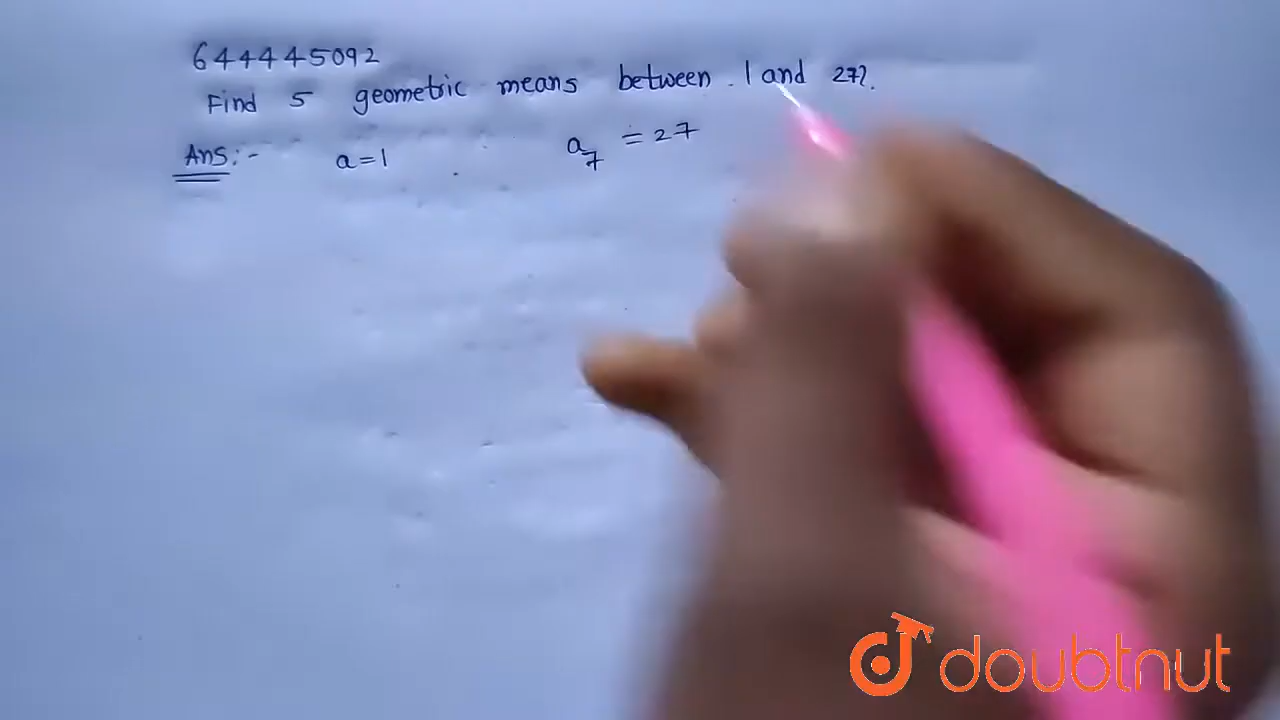 644445092
Find 5 geometric means between 1 and 27?.
Ans:- a=1 a7 = 27
doubtnut